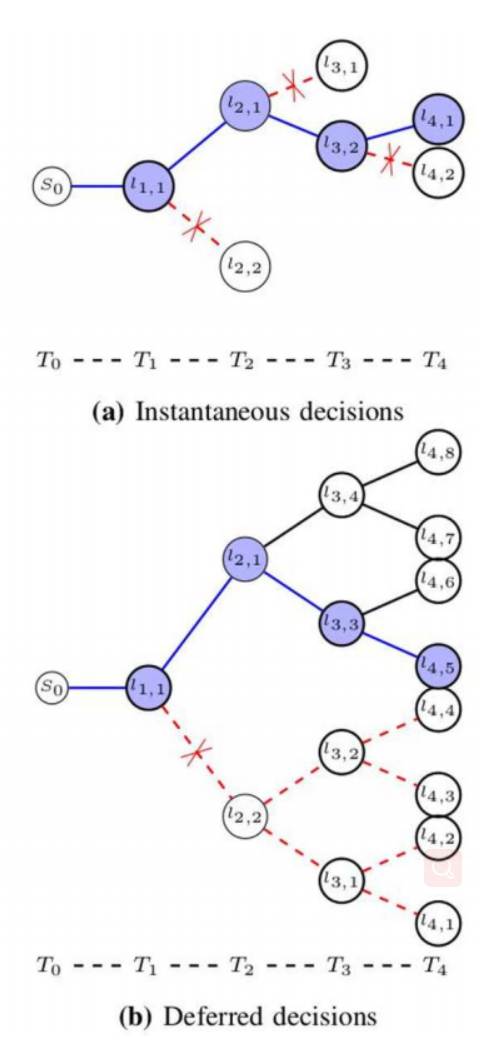 l3,1
l2,1
l4,1
l3,2
l4,2
S0
l1,1
l2,2
T0 --- T1 --- T2 --- T3 --- T4
(a) Instantaneous decisions
l4,8
l3,4
l4,7
l2,1
l4,6
l3,3
l4,5
S0
l1,1
l4,4
l3,2
l4,3
l2,2
l4,2
l3,1
l4,1
T0 --- T1 --- T2 --- T3 --- T4
(b) Deferred decisions